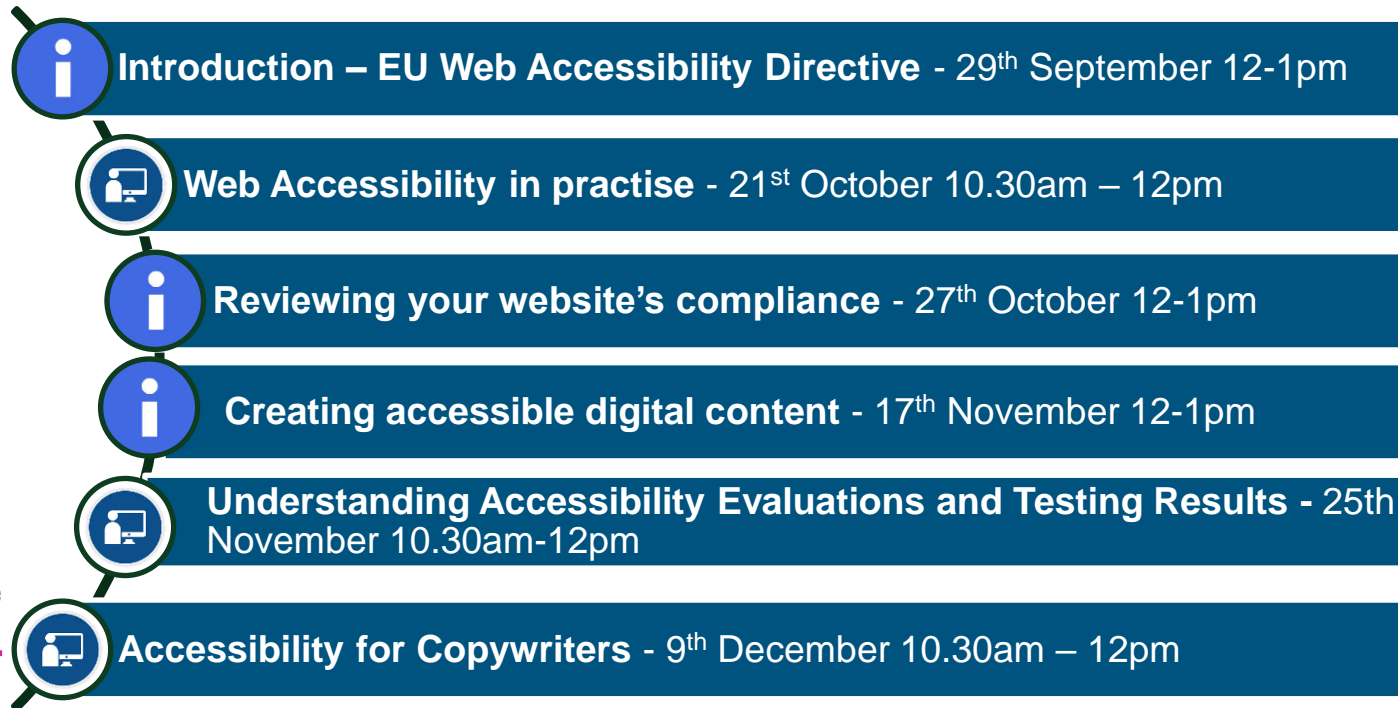 Introduction – EU Web Accessibility Directive - 29th September 12-1pm
Web Accessibility in practise - 21st October 10.30am – 12pm
Reviewing your website’s compliance - 27th October 12-1pm
Creating accessible digital content - 17th November 12-1pm
Understanding Accessibility Evaluations and Testing Results - 25th
November 10.30am-12pm
Accessibility for Copywriters - 9th December 10.30am – 12pm